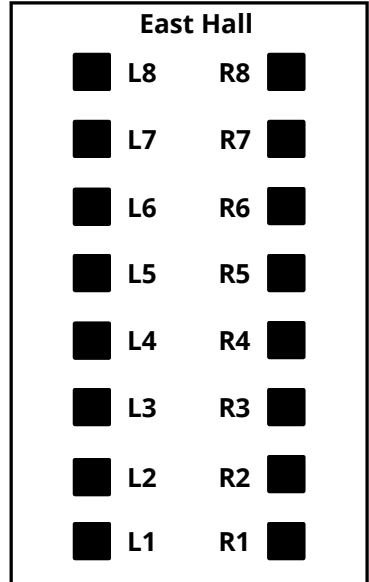 East Hall
L8 R8
L7 R7
L6 R6
L5 R5
L4 R4
L3 R3
L2 R2
L1 R1